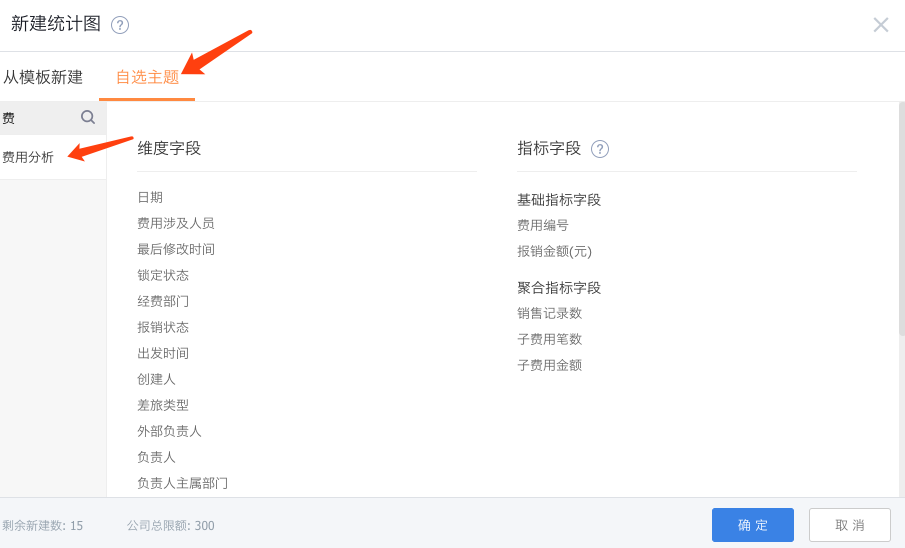 新建统计图 ?
从模板新建 自选主题
费
费用分析
维度字段
日期
费用涉及人员
最后修改时间
锁定状态
经费部门
报销状态
出发时间
创建人
差旅类型
外部负责人
负责人
负责人主属部门
指标字段 ?
基础指标字段
费用编号
报销金额(元)
聚合指标字段
销售记录数
子费用笔数
子费用金额
剩余新建数: 15 公司总限额: 300
确 定 取 消